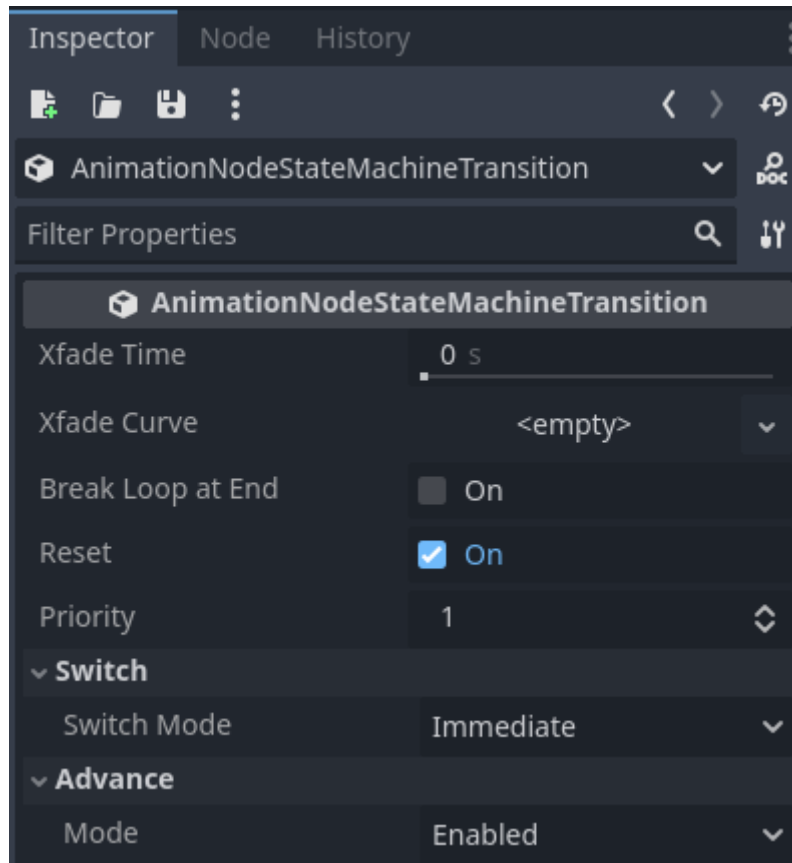 Inspector Node History
AnimationNodeStateMachineTransition
DOC
Filter Properties
AnimationNodeStateMachineTransition
Xfade Time 0 s
Xfade Curve <empty>
Break Loop at End On
Reset On
Priority 1
Switch
Switch Mode Immediate
Advance
Mode Enabled